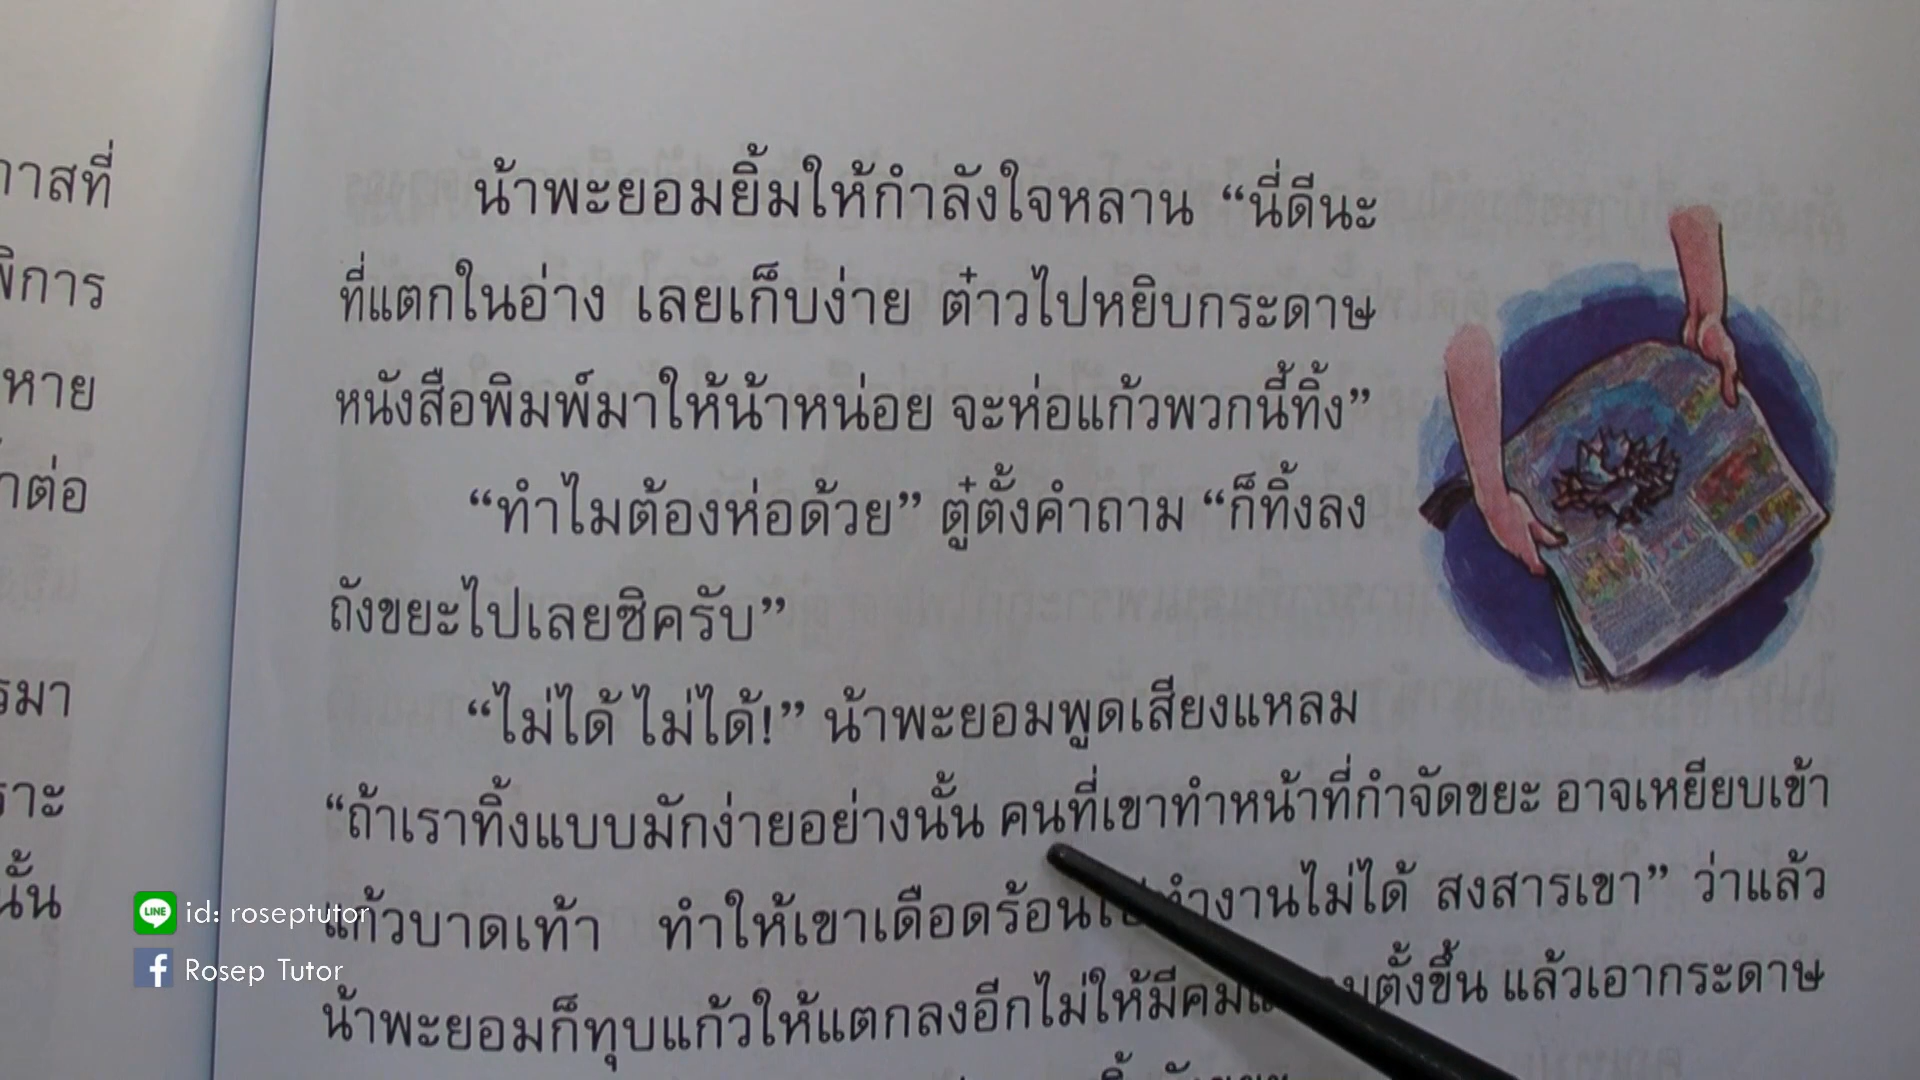 าสที่
พิการ
หาย
ต่อ
รมา
ราะ
นั้น
น้าพะยอมยิ้มให้กำลังใจหลาน “นี่ดีนะ
ที่แตกในอ่าง เลยเก็บง่าย ต๋าวไปหยิบกระดาษ
หนังสือพิมพ์มาให้น้าหน่อย จะห่อแก้วพวกนี้ทิ้ง”
“ทำไมต้องห่อด้วย” ตู๋ตั้งคำถาม “ก็ทิ้งลง
ถังขยะไปเลยซิครับ”
“ไม่ได้ ไม่ได้!” น้าพะยอมพูดเสียงแหลม
“ถ้าเราทิ้งแบบมักง่ายอย่างนั้น คนที่เขาทำหน้าที่กำจัดขยะ อาจเหยียบเข้า
แก้วบาดเท้า ทำให้เขาเดือดร้อน ทำงานไม่ได้ สงสารเขา” ว่าแล้ว
น้าพะยอมก็ทุบแก้วให้แตกลงอีกไม่ให้มีคม ตั้งขึ้น แล้วเอากระดาษ
LINE id: roseptutor
f Rosep Tutor